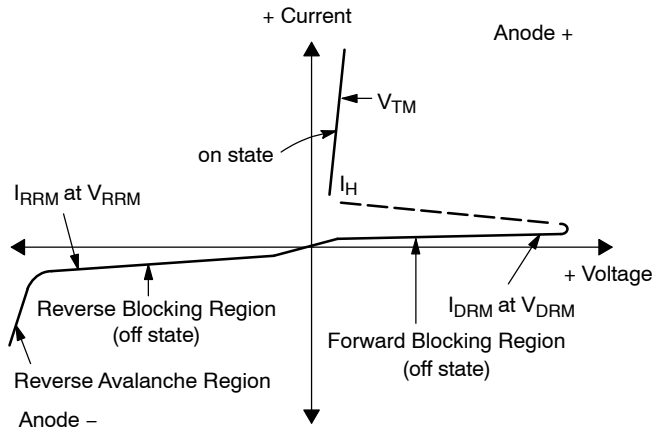 + Current
Anode +
V_TM
on state
I_H
I_RRM at V_RRM
+ Voltage
Reverse Blocking Region
(off state)
I_DRM at V_DRM
Forward Blocking Region
(off state)
Reverse Avalanche Region
Anode −